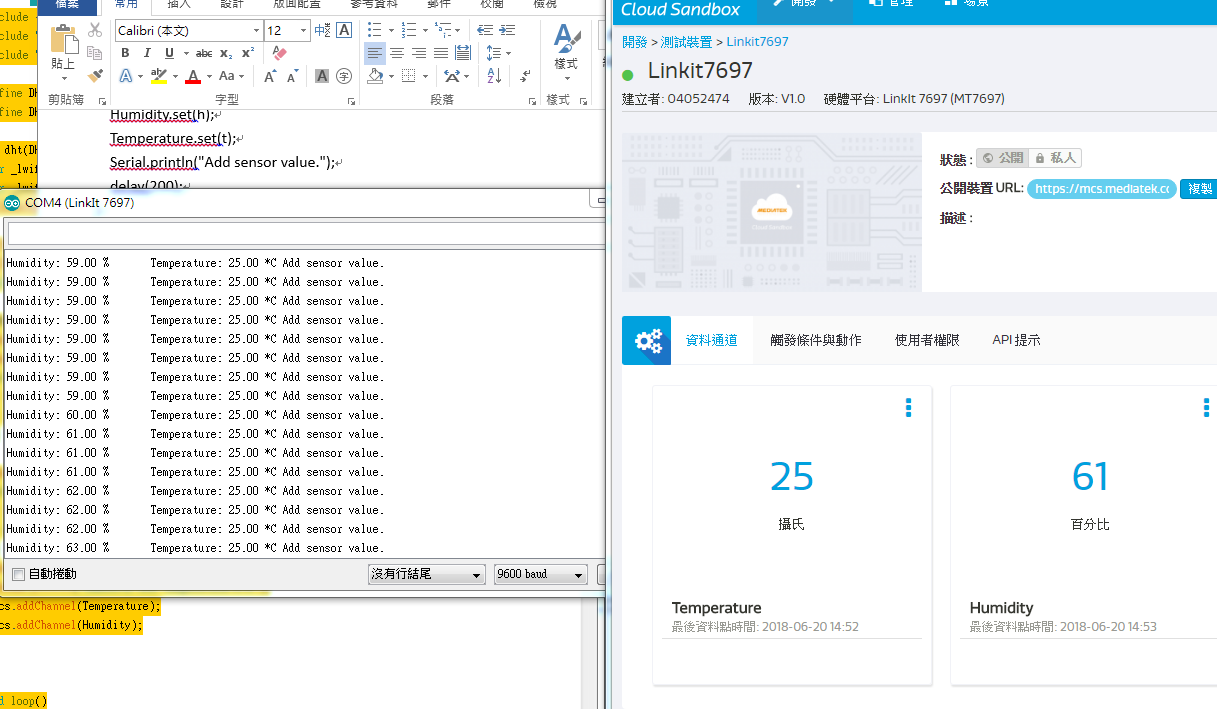 檔案 常用 插入 設計 版面配置 參考資料 郵件 校閱 檢視
Calibri (本文) 12
貼上
B I U abc x₂ x² A
A ab A Aa A A A 字
剪貼簿 字型 段落 樣式
樣式
clude
clude
clude
fine DH
fine DH
dht(DH
r _lwif
r _lwif
Humidity.set(h);
Temperature.set(t);
Serial.println("Add sensor value.");
delay(200);
COM4 (LinkIt 7697)
Humidity: 59.00 % Temperature: 25.00 *C Add sensor value.
Humidity: 59.00 % Temperature: 25.00 *C Add sensor value.
Humidity: 59.00 % Temperature: 25.00 *C Add sensor value.
Humidity: 59.00 % Temperature: 25.00 *C Add sensor value.
Humidity: 59.00 % Temperature: 25.00 *C Add sensor value.
Humidity: 59.00 % Temperature: 25.00 *C Add sensor value.
Humidity: 59.00 % Temperature: 25.00 *C Add sensor value.
Humidity: 59.00 % Temperature: 25.00 *C Add sensor value.
Humidity: 60.00 % Temperature: 25.00 *C Add sensor value.
Humidity: 61.00 % Temperature: 25.00 *C Add sensor value.
Humidity: 61.00 % Temperature: 25.00 *C Add sensor value.
Humidity: 61.00 % Temperature: 25.00 *C Add sensor value.
Humidity: 62.00 % Temperature: 25.00 *C Add sensor value.
Humidity: 62.00 % Temperature: 25.00 *C Add sensor value.
Humidity: 62.00 % Temperature: 25.00 *C Add sensor value.
Humidity: 63.00 % Temperature: 25.00 *C Add sensor value.
自動捲動 沒有行結尾 9600 baud
cs.addChannel(Temperature);
cs.addChannel(Humidity);
d loop()
Cloud Sandbox 開發 管理 場景
開發 > 測試裝置 > Linkit7697
Linkit7697
建立者: 04052474 版本: V1.0 硬體平台: LinkIt 7697 (MT7697)
MEDIATEK
狀態 : 公開 私人
公開裝置 URL: https://mcs.mediatek.cc 複製
描述 :
資料通道 觸發條件與動作 使用者權限 API 提示
25
攝氏
Temperature
最後資料點時間: 2018-06-20 14:52
61
百分比
Humidity
最後資料點時間: 2018-06-20 14:53